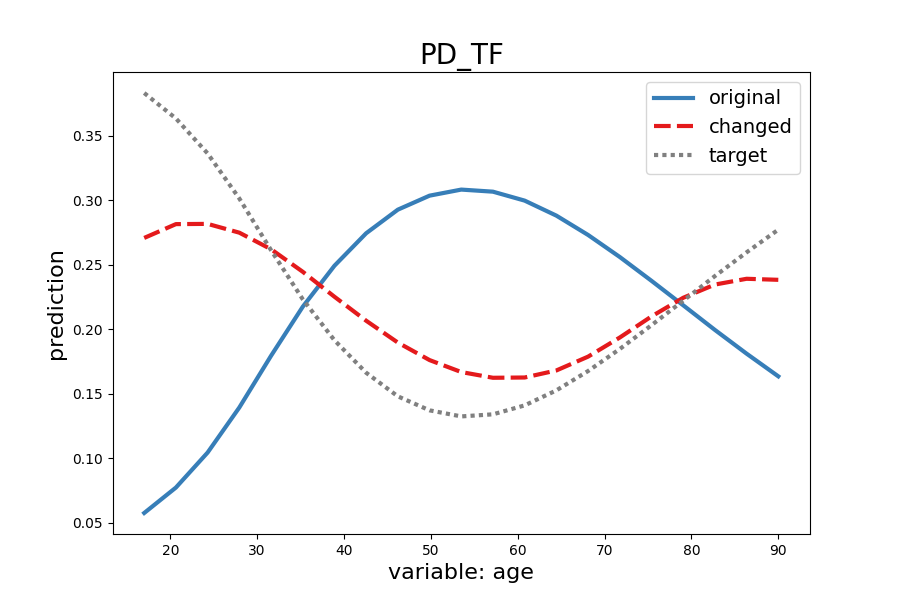 PD_TF
original
changed
target
prediction
0.35
0.30
0.25
0.20
0.15
0.10
0.05
20 30 40 50 60 70 80 90
variable: age